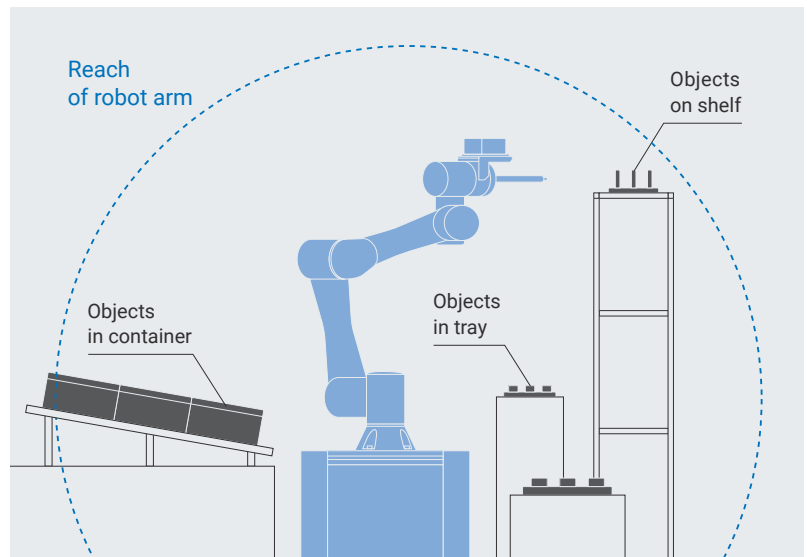 Reach
of robot arm
Objects
on shelf
Objects
in container
Objects
in tray